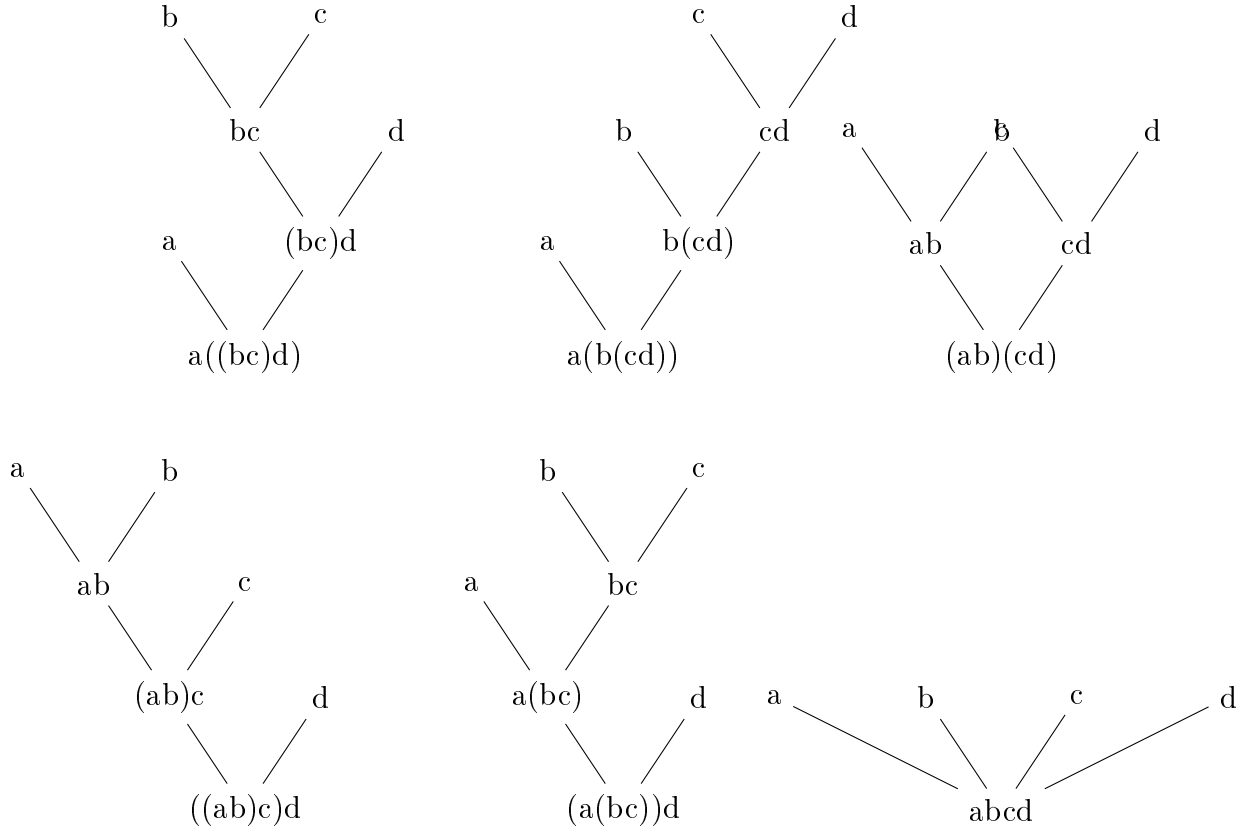 b c c d
bc d b cd a b c d
a (bc)d a b(cd) ab cd
a((bc)d) a(b(cd)) (ab)(cd)
a b b c
ab c a bc
(ab)c d a(bc) d a b c d
((ab)c)d (a(bc))d abcd